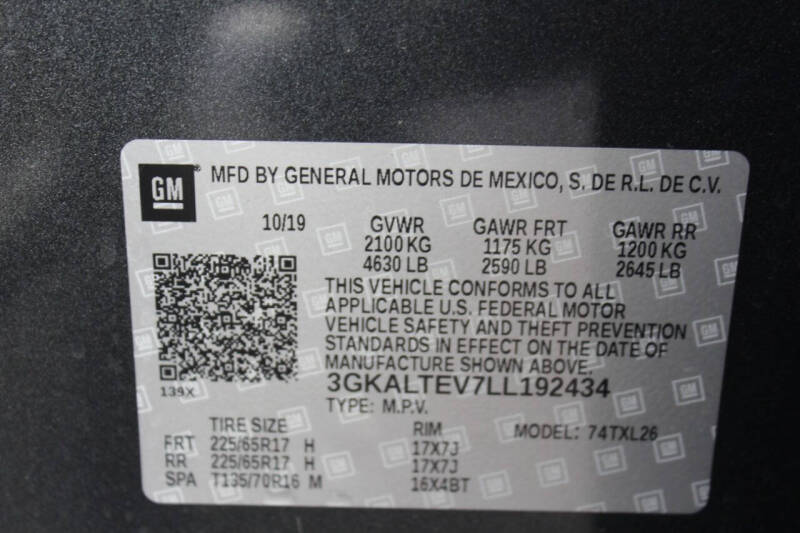 GM MFD BY GENERAL MOTORS DE MEXICO, S. DE R.L. DE C.V.
10/19 GVWR GAWR FRT GAWR RR
2100 KG 1175 KG 1200 KG
4630 LB 2590 LB 2645 LB
THIS VEHICLE CONFORMS TO ALL
APPLICABLE U.S. FEDERAL MOTOR
VEHICLE SAFETY AND THEFT PREVENTION
STANDARDS IN EFFECT ON THE DATE OF
MANUFACTURE SHOWN ABOVE.
139X 3GKALTEV7LL192434
TYPE: M.P.V.
TIRE SIZE RIM MODEL: 74TXL26
FRT 225/65R17 H 17X7J
RR 225/65R17 H 17X7J
SPA T135/70R16 M 16X4BT